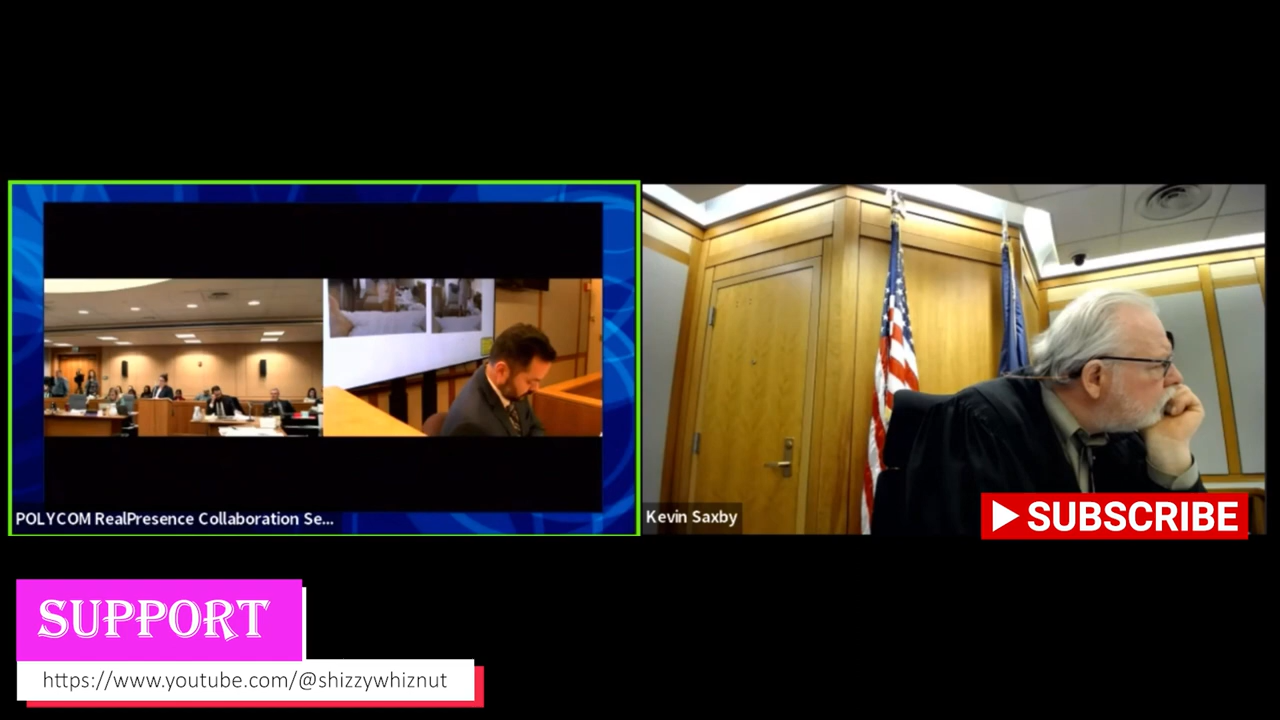 POLYCOM RealPresence Collaboration Se...
Kevin Saxby
SUBSCRIBE
SUPPORT
https://www.youtube.com/@shizzywhiznut